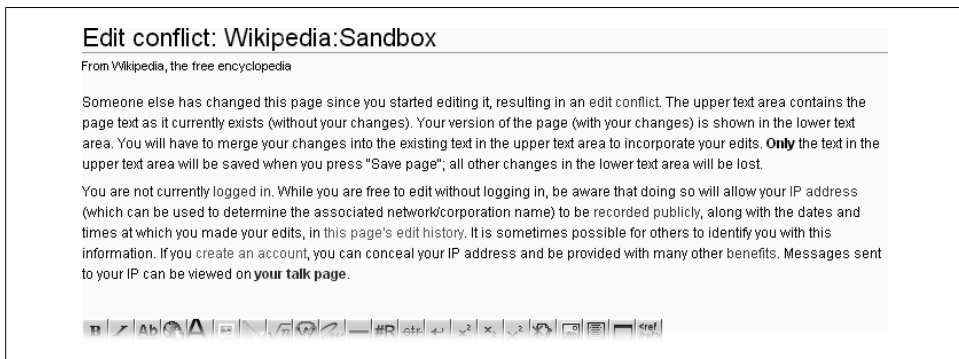 Edit conflict: Wikipedia:Sandbox
From Wikipedia, the free encyclopedia
Someone else has changed this page since you started editing it, resulting in an edit conflict. The upper text area contains the
page text as it currently exists (without your changes). Your version of the page (with your changes) is shown in the lower text
area. You will have to merge your changes into the existing text in the upper text area to incorporate your edits. Only the text in the
upper text area will be saved when you press "Save page"; all other changes in the lower text area will be lost.
You are not currently logged in. While you are free to edit without logging in, be aware that doing so will allow your IP address
(which can be used to determine the associated network/corporation name) to be recorded publicly, along with the dates and
times at which you made your edits, in this page's edit history. It is sometimes possible for others to identify you with this
information. If you create an account, you can conceal your IP address and be provided with many other benefits. Messages sent
to your IP can be viewed on your talk page.
B I Ab A √n W — #R str x² x₂ <ref